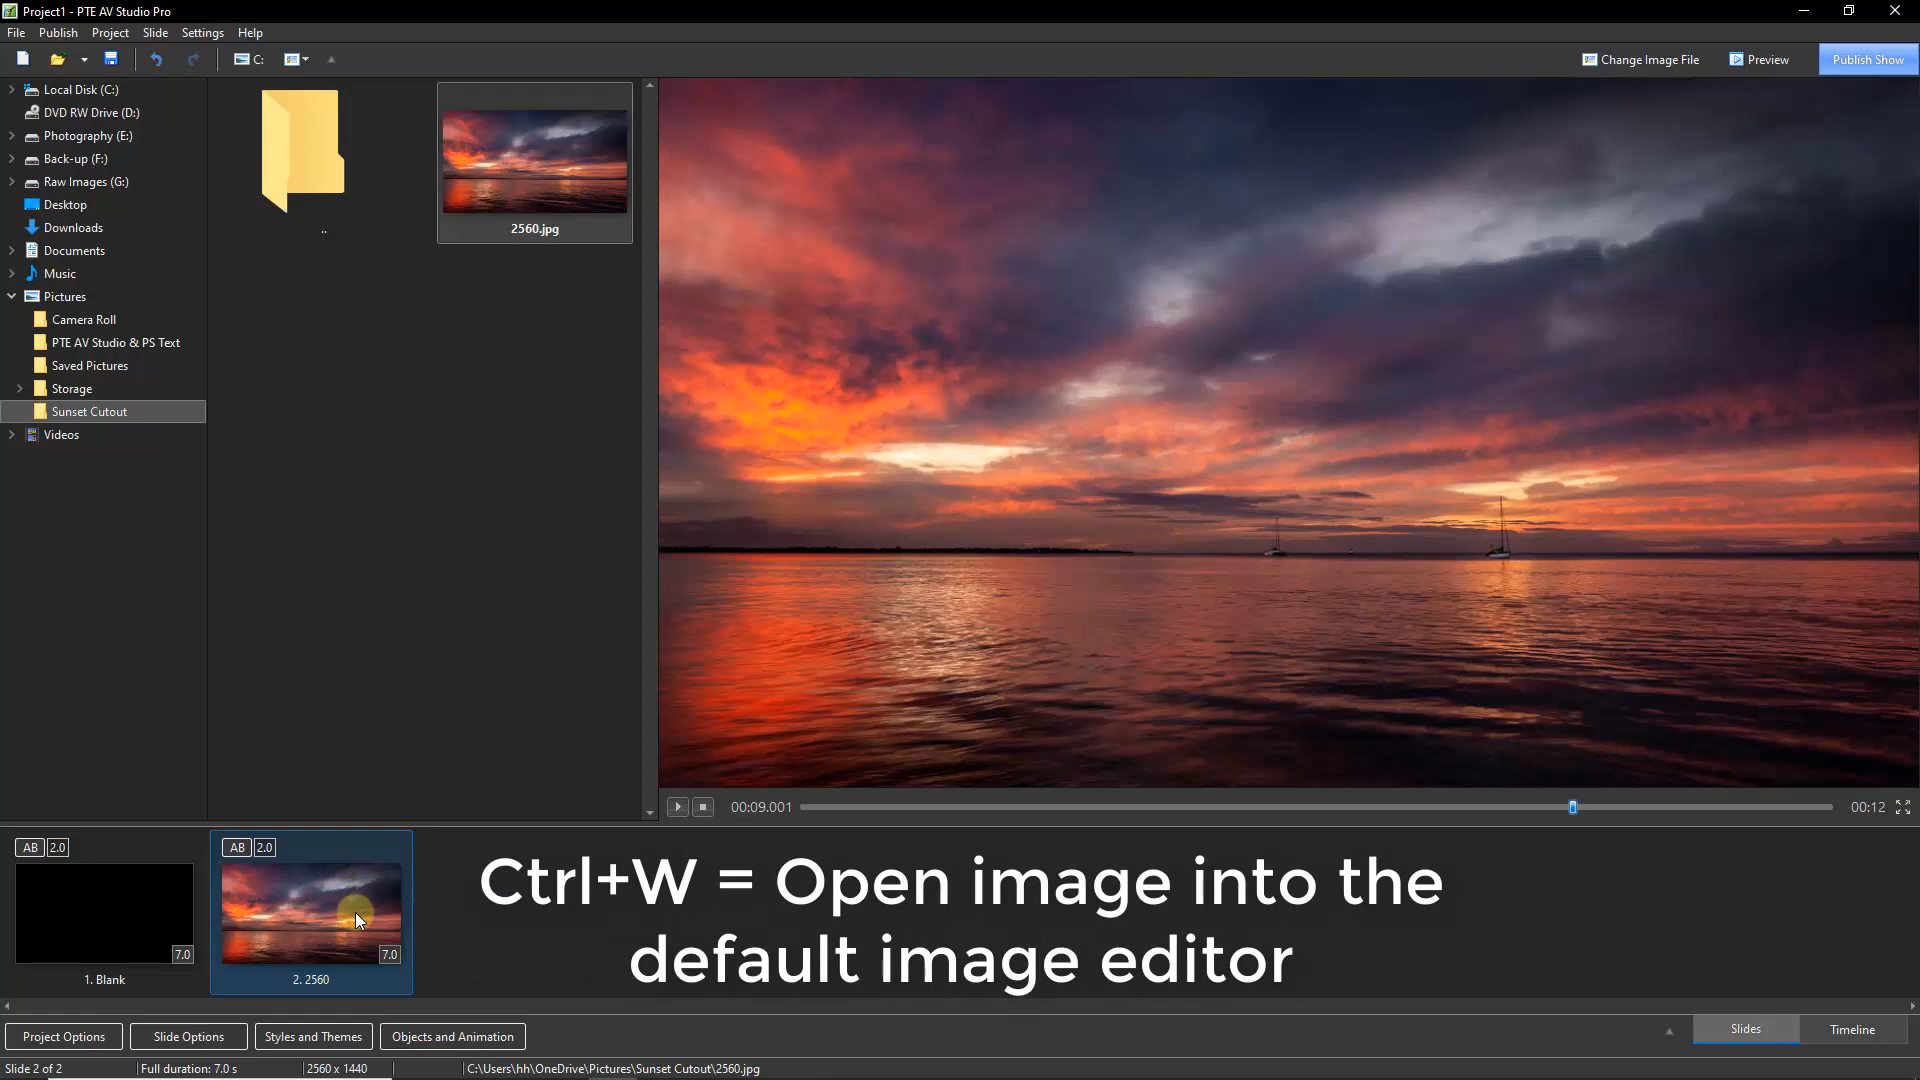 Project1 - PTE AV Studio Pro
File Publish Project Slide Settings Help
C:
Change Image File Preview Publish Show
Local Disk (C:)
DVD RW Drive (D:)
Photography (E:)
Back-up (F:)
Raw Images (G:)
Desktop
Downloads
Documents
Music
Pictures
Camera Roll
PTE AV Studio & PS Text
Saved Pictures
Storage
Sunset Cutout
Videos
..
2560.jpg
00:09.001
00:12
AB 2.0
7.0
1. Blank
AB 2.0
7.0
2. 2560
Ctrl+W = Open image into the
default image editor
Project Options Slide Options Styles and Themes Objects and Animation
Slides Timeline
Slide 2 of 2 Full duration: 7.0 s 2560 x 1440 C:\Users\hh\OneDrive\Pictures\Sunset Cutout\2560.jpg